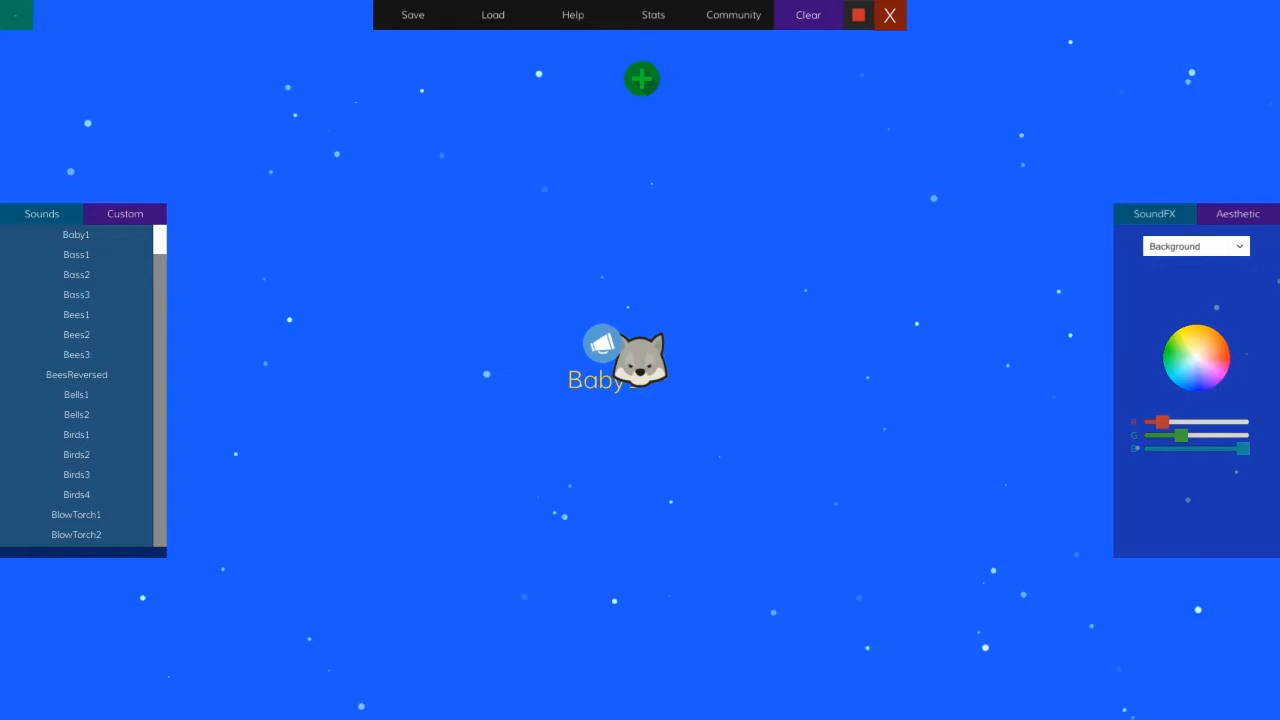 Save Load Help Stats Community Clear X
Sounds Custom
Baby1
Bass1
Bass2
Bass3
Bees1
Bees2
Bees3
BeesReversed
Bells1
Bells2
Birds1
Birds2
Birds3
Birds4
BlowTorch1
BlowTorch2
Baby
SoundFX Aesthetic
Background
R
G